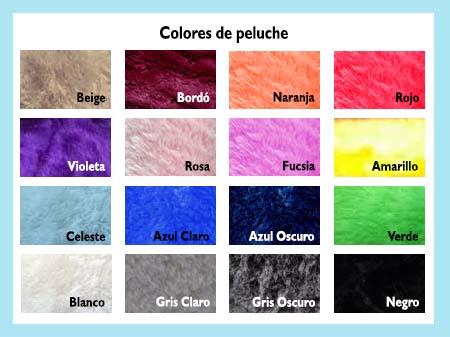 Colores de peluche
Beige
Bordó
Naranja
Rojo
Violeta
Rosa
Fucsia
Amarillo
Celeste
Azul Claro
Azul Oscuro
Verde
Blanco
Gris Claro
Gris Oscuro
Negro